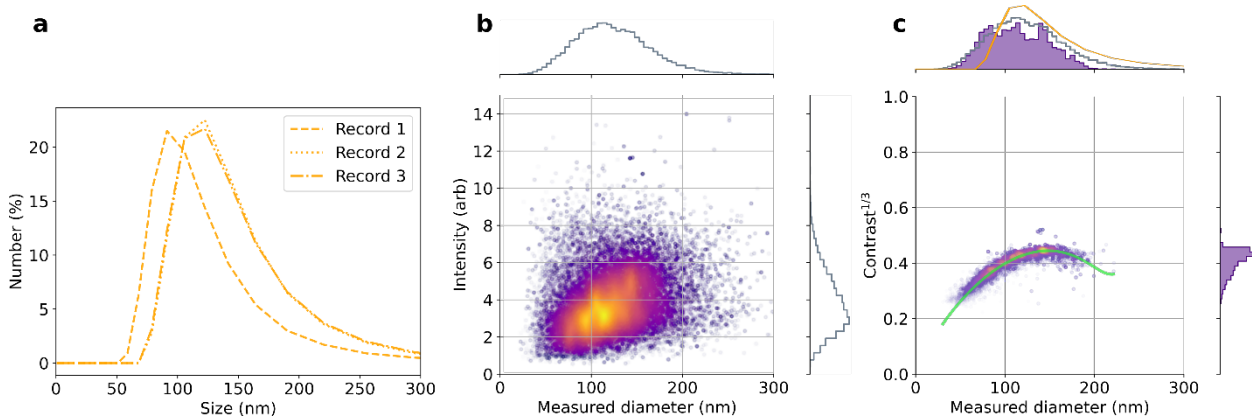 a
Number (%)
20
15
10
5
0
0 50 100 150 200 250 300
Size (nm)
Record 1
Record 2
Record 3
b
Intensity (arb)
14
12
10
8
6
4
2
0
0 100 200 300
Measured diameter (nm)
c
Contrast^1/3
1.0
0.8
0.6
0.4
0.2
0.0
0 100 200 300
Measured diameter (nm)